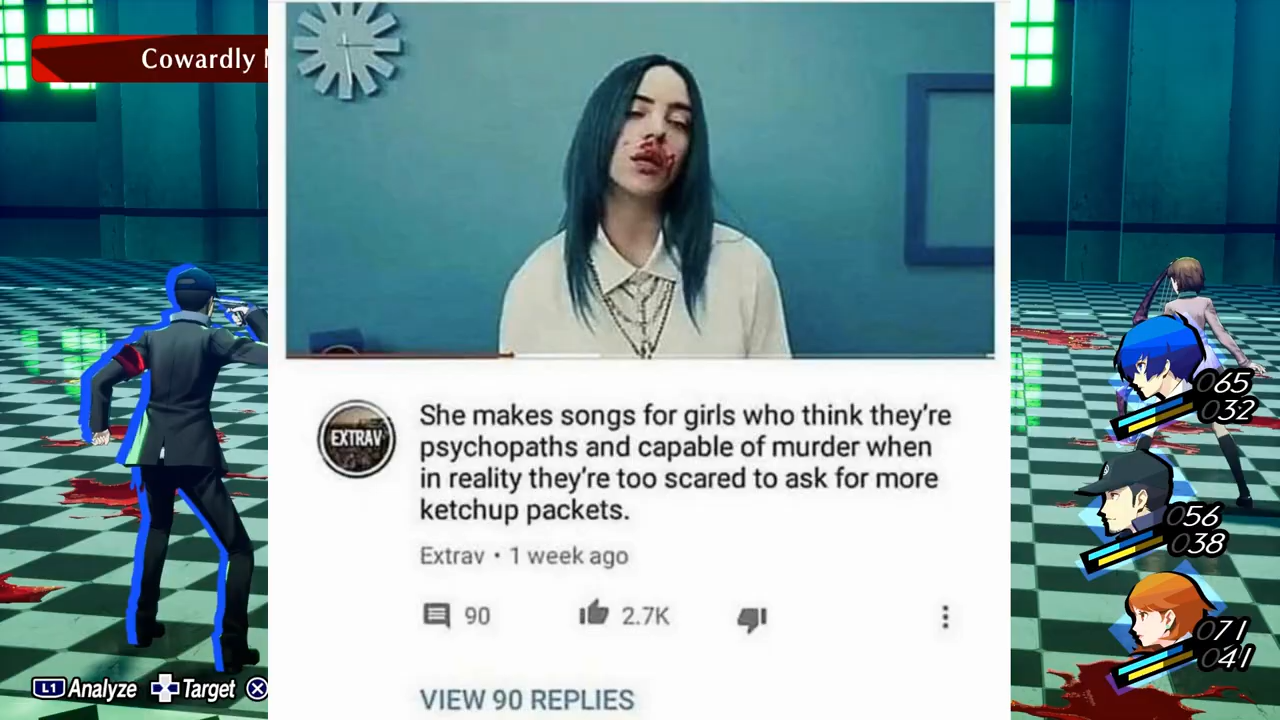 Cowardly
EXTRAV
She makes songs for girls who think they're
psychopaths and capable of murder when
in reality they're too scared to ask for more
ketchup packets.
Extrav • 1 week ago
90
2.7K
VIEW 90 REPLIES
065
032
056
038
071
041
L1 Analyze
Target